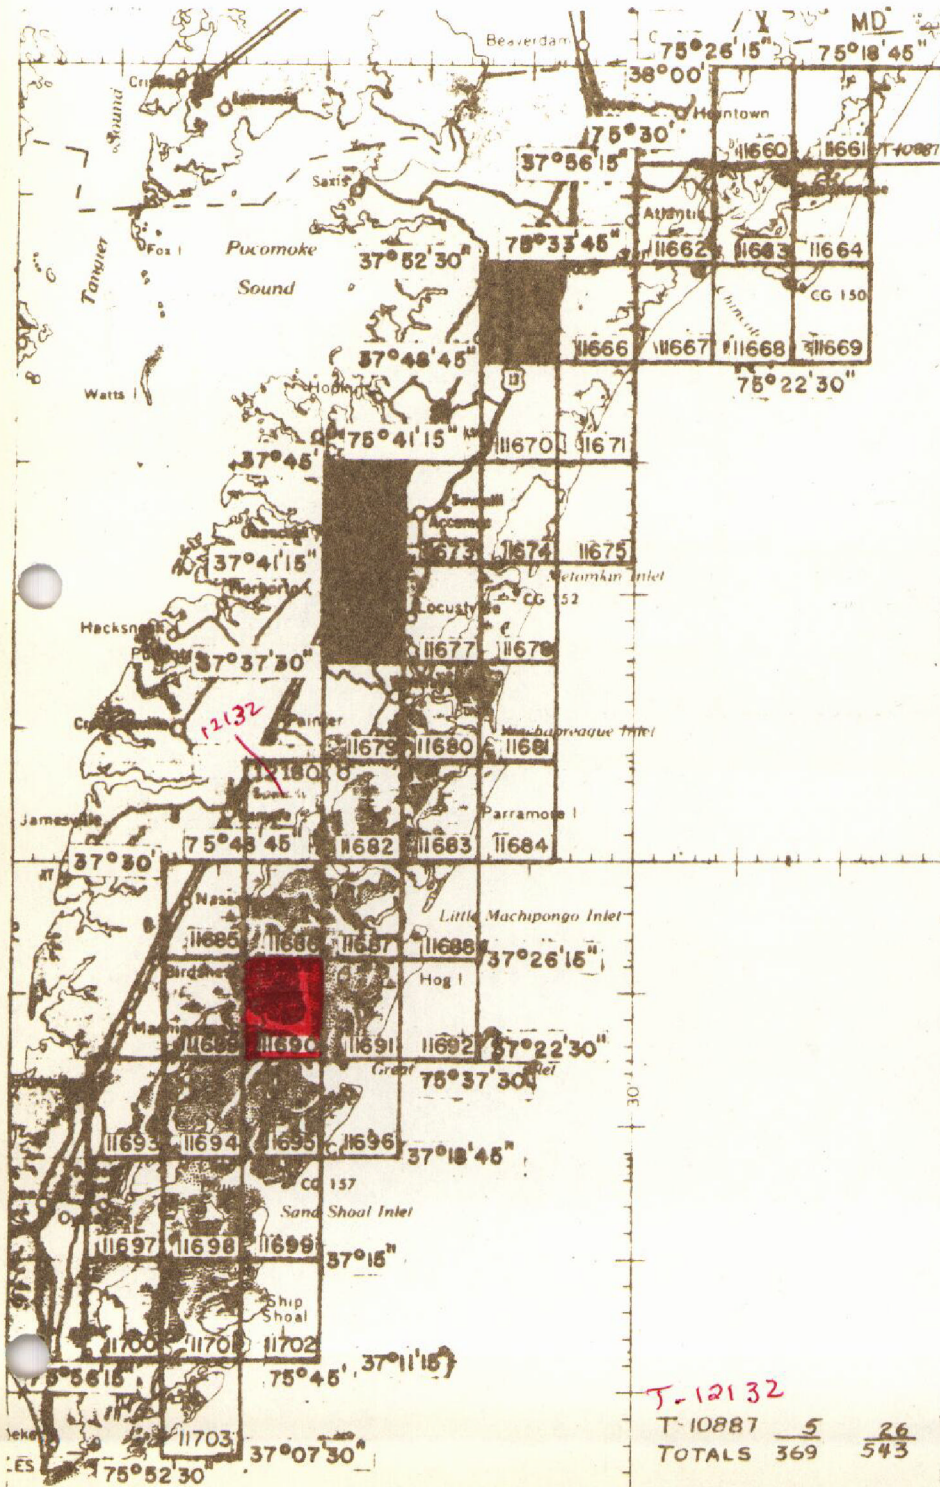 MD
Beaverdam
75°26'15"
75°18'45"
38°00'
Sound
Horntown
75°30'
11660
11661
T-10887
37°56'15"
Saxis
Atlantic
Fox I
Pocomoke
Sound
Tangier
75°33'45"
37°52'30"
11662
11663
11664
CG 150
37°48'45"
11666
11667
11668
11669
75°22'30"
Watts I
13
75°41'15"
11670
11671
37°45'
Accomac
37°41'15"
11673
11674
11675
Metomkin Inlet
CG 152
Locustville
Hacksneck
11677
11678
37°37'30"
12132
Painter
Machapreague Inlet
11679
11680
11681
Jamesville
Parramore I
75°48'45"
11682
11683
11684
37°30'
Little Machipongo Inlet
11685
11686
11687
11688
37°26'15"
Hog I
11690
11691
11692
37°22'30"
Great
75°37'30"
30'
11693
11694
11695
11696
37°18'45"
CG 157
Sand Shoal Inlet
11697
11698
11699
37°15"
Ship
Shoal
I
11700
11701
11702
37°11'15"
75°56'15"
75°45'
T-12132
11703
T-10887 5 26
37°07'30"
TOTALS 369 543
75°52'30"